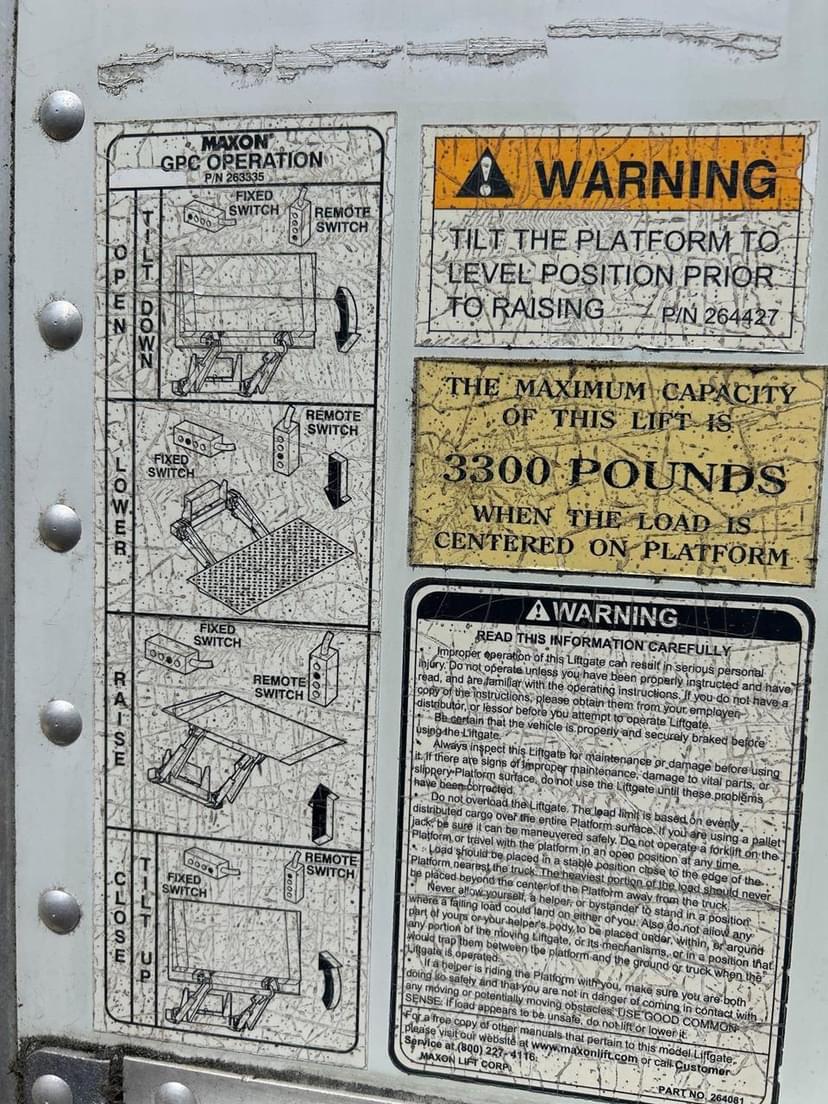 MAXON®
GPC OPERATION
P/N 263335
OPEN
TILT DOWN
FIXED
SWITCH
REMOTE
SWITCH
LOWER
FIXED
SWITCH
REMOTE
SWITCH
RAISE
FIXED
SWITCH
REMOTE
SWITCH
CLOSE
TILT UP
FIXED
SWITCH
REMOTE
SWITCH
WARNING
TILT THE PLATFORM TO
LEVEL POSITION PRIOR
TO RAISING P/N 264427
THE MAXIMUM CAPACITY
OF THIS LIFT IS
3300 POUNDS
WHEN THE LOAD IS
CENTERED ON PLATFORM
WARNING
READ THIS INFORMATION CAREFULLY
• Improper operation of this Liftgate can result in serious personal
injury. Do not operate unless you have been properly instructed and have
read, and are familiar with the operating instructions. If you do not have a
copy of the instructions, please obtain them from your employer,
distributor, or lessor before you attempt to operate Liftgate.
• Be certain that the vehicle is properly and securely braked before
using the Liftgate.
• Always inspect this Liftgate for maintenance or damage before using
it. If there are signs of improper maintenance, damage to vital parts, or
slippery Platform surface, do not use the Liftgate until these problems
have been corrected.
• Do not overload the Liftgate. The load limit is based on evenly
distributed cargo over the entire Platform surface. If you are using a pallet
jack, be sure it can be maneuvered safely. Do not operate a forklift on the
Platform or travel with the platform in an open position at any time.
• Load should be placed in a stable position close to the edge of the
Platform nearest the truck. The heaviest portion of the load should never
be placed beyond the center of the Platform away from the truck.
• Never allow yourself, a helper, or bystander to stand in a position
where a falling load could land on either of you. Also do not allow any
part of yours or your helper's body to be placed under, within, or around
any portion of the moving Liftgate, or its mechanisms, or in a position that
would trap them between the platform and the ground or truck when the
Liftgate is operated.
• If a helper is riding the Platform with you, make sure you are both
doing so safely and that you are not in danger of coming in contact with
any moving or potentially moving obstacles. USE GOOD COMMON
SENSE. If load appears to be unsafe, do not lift or lower it.
For a free copy of other manuals that pertain to this model Liftgate,
please visit our website at www.maxonlift.com or call Customer
Service at (800) 227-4116.
MAXON LIFT CORP.
PART NO. 264081